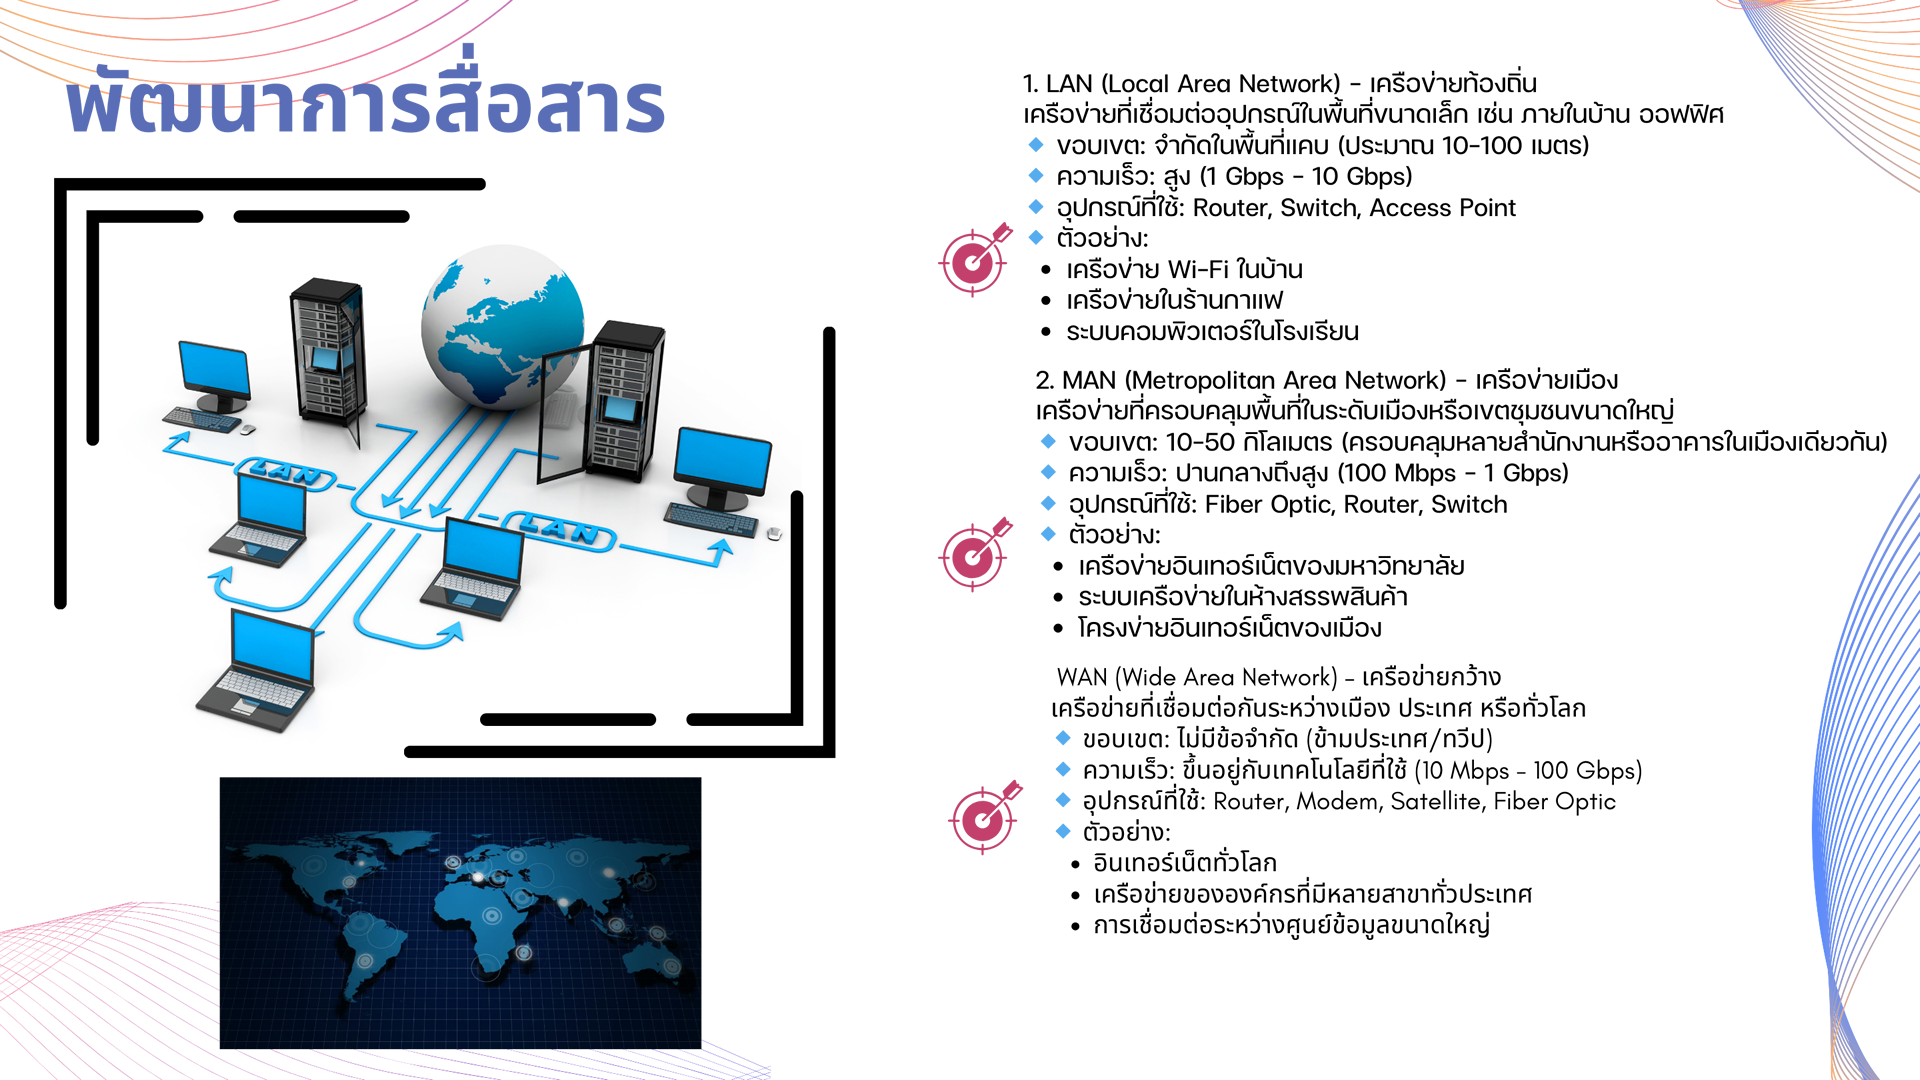 พัฒนาการสื่อสาร
LAN
LAN
1. LAN (Local Area Network) - เครือข่ายท้องถิ่น
เครือข่ายที่เชื่อมต่ออุปกรณ์ในพื้นที่ขนาดเล็ก เช่น ภายในบ้าน ออฟฟิศ
ขอบเขต: จำกัดในพื้นที่แคบ (ประมาณ 10-100 เมตร)
ความเร็ว: สูง (1 Gbps - 10 Gbps)
อุปกรณ์ที่ใช้: Router, Switch, Access Point
ตัวอย่าง:
• เครือข่าย Wi-Fi ในบ้าน
• เครือข่ายในร้านกาแฟ
• ระบบคอมพิวเตอร์ในโรงเรียน
2. MAN (Metropolitan Area Network) - เครือข่ายเมือง
เครือข่ายที่ครอบคลุมพื้นที่ในระดับเมืองหรือเขตชุมชนขนาดใหญ่
ขอบเขต: 10-50 กิโลเมตร (ครอบคลุมหลายสำนักงานหรืออาคารในเมืองเดียวกัน)
ความเร็ว: ปานกลางถึงสูง (100 Mbps - 1 Gbps)
อุปกรณ์ที่ใช้: Fiber Optic, Router, Switch
ตัวอย่าง:
• เครือข่ายอินเทอร์เน็ตของมหาวิทยาลัย
• ระบบเครือข่ายในห้างสรรพสินค้า
• โครงข่ายอินเทอร์เน็ตของเมือง
WAN (Wide Area Network) - เครือข่ายกว้าง
เครือข่ายที่เชื่อมต่อกันระหว่างเมือง ประเทศ หรือทั่วโลก
ขอบเขต: ไม่มีข้อจำกัด (ข้ามประเทศ/ทวีป)
ความเร็ว: ขึ้นอยู่กับเทคโนโลยีที่ใช้ (10 Mbps - 100 Gbps)
อุปกรณ์ที่ใช้: Router, Modem, Satellite, Fiber Optic
ตัวอย่าง:
• อินเทอร์เน็ตทั่วโลก
• เครือข่ายขององค์กรที่มีหลายสาขาทั่วประเทศ
• การเชื่อมต่อระหว่างศูนย์ข้อมูลขนาดใหญ่